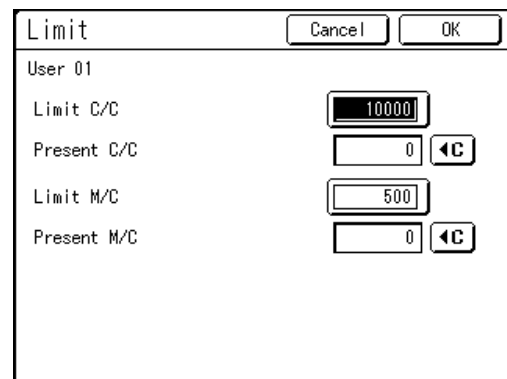 Limit Cancel OK
User 01
Limit C/C 10000
Present C/C 0 ◀C
Limit M/C 500
Present M/C 0 ◀C